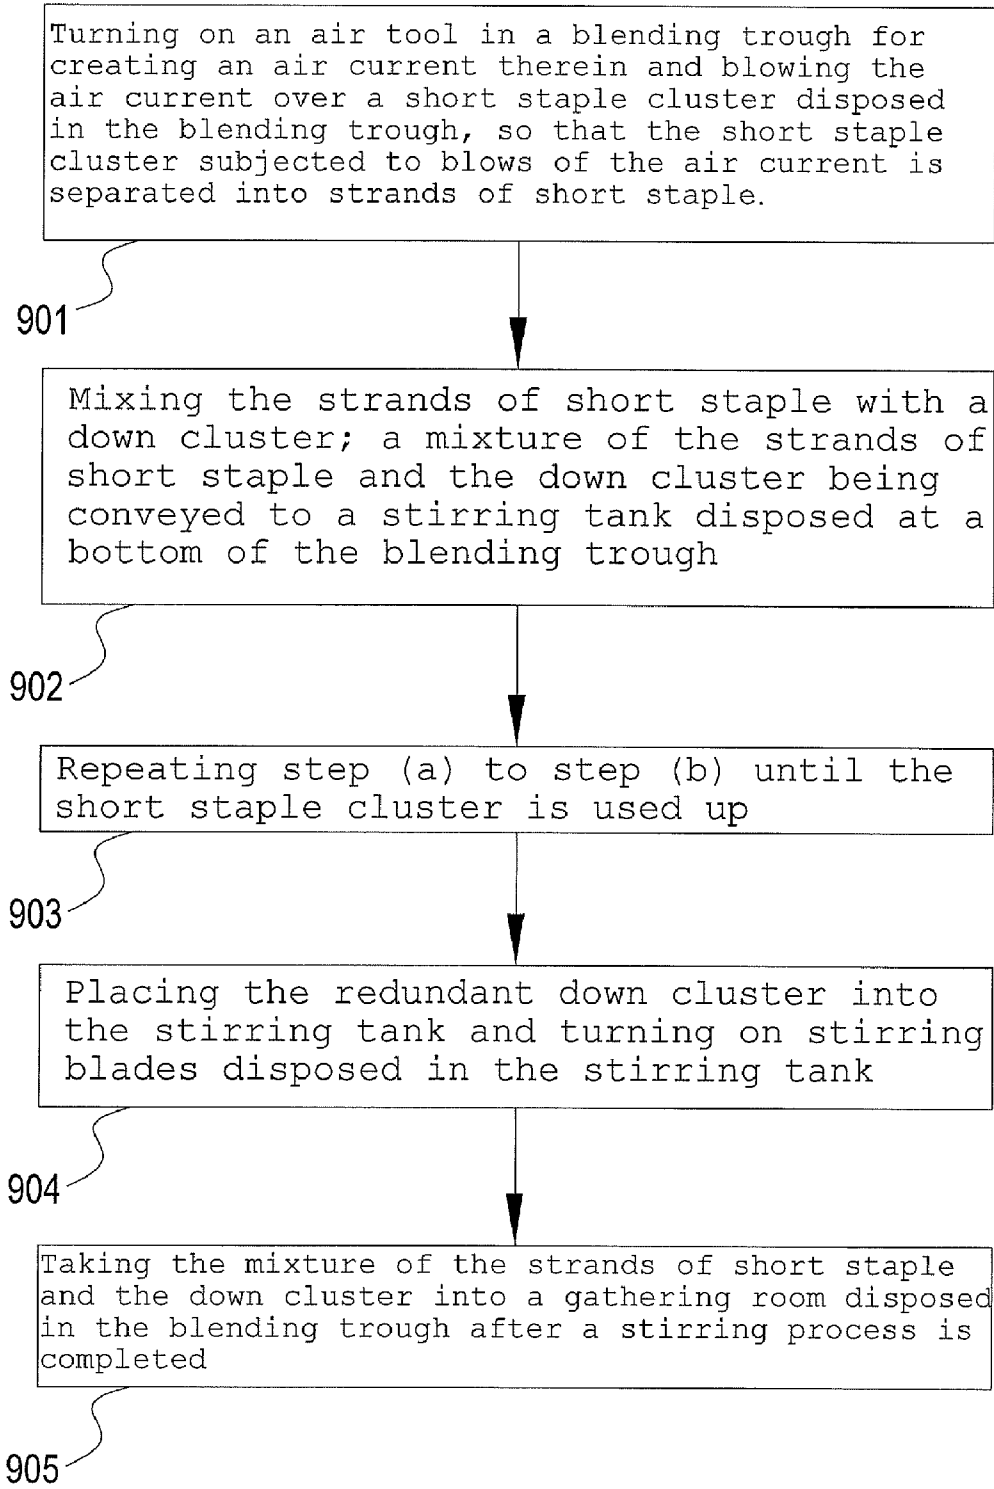 Turning on an air tool in a blending trough for
creating an air current therein and blowing the
air current over a short staple cluster disposed
in the blending trough, so that the short staple
cluster subjected to blows of the air current is
separated into strands of short staple.
901
Mixing the strands of short staple with a
down cluster; a mixture of the strands of
short staple and the down cluster being
conveyed to a stirring tank disposed at a
bottom of the blending trough
902
Repeating step (a) to step (b) until the
short staple cluster is used up
903
Placing the redundant down cluster into
the stirring tank and turning on stirring
blades disposed in the stirring tank
904
Taking the mixture of the strands of short staple
and the down cluster into a gathering room disposed
in the blending trough after a stirring process is
completed
905